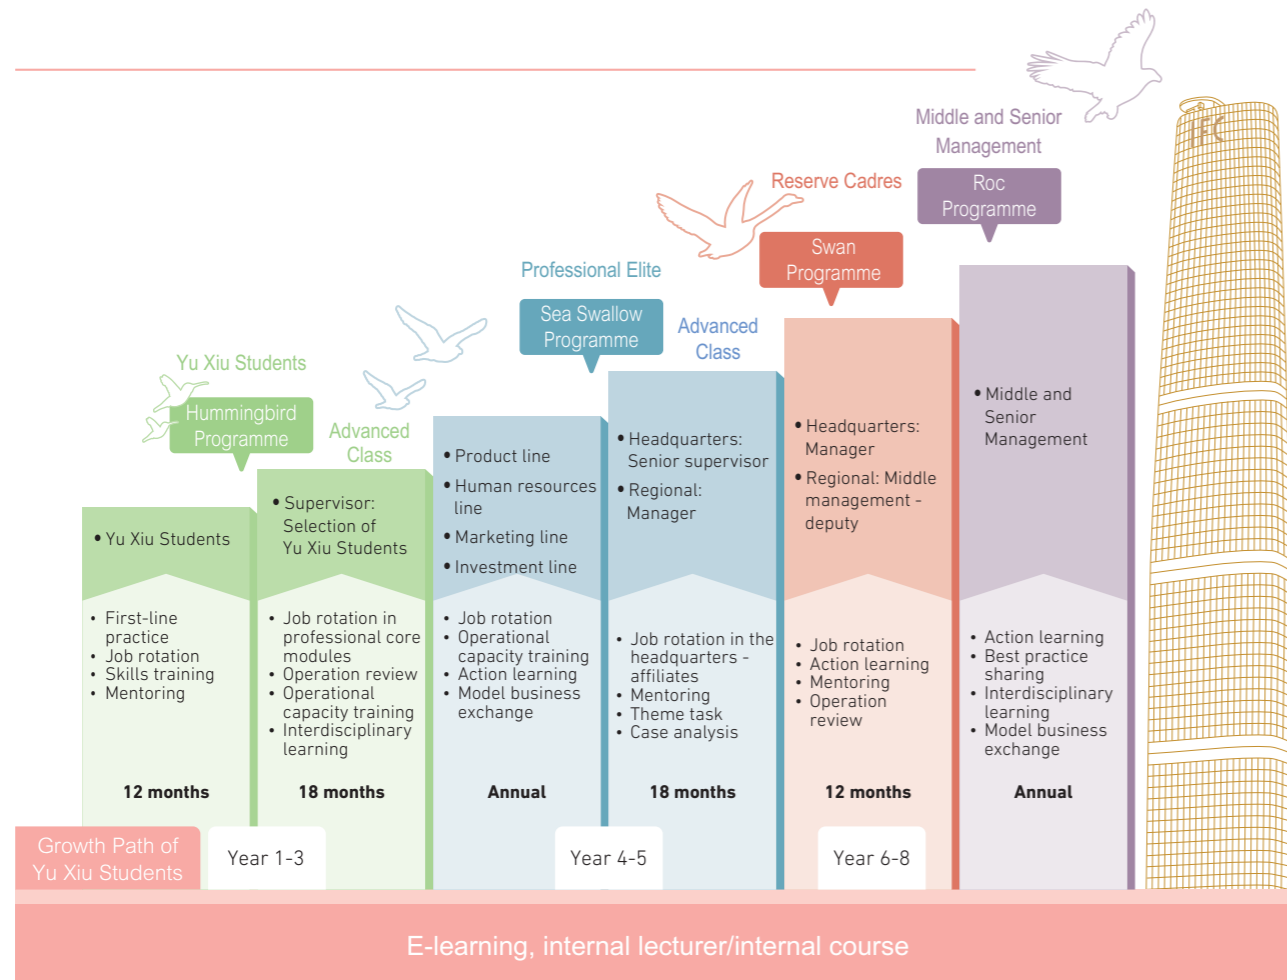 IFC
Middle and Senior
Management
Roc
Programme
Reserve Cadres
Swan
Programme
Professional Elite
Sea Swallow
Programme
Advanced
Class
Yu Xiu Students
Hummingbird
Programme
Advanced
Class
• Yu Xiu Students
• First-line
practice
• Job rotation
• Skills training
• Mentoring
12 months
• Supervisor:
Selection of
Yu Xiu Students
• Job rotation in
professional core
modules
• Operation review
• Operational
capacity training
• Interdisciplinary
learning
18 months
• Product line
• Human resources
line
• Marketing line
• Investment line
• Job rotation
• Operational
capacity training
• Action learning
• Model business
exchange
Annual
• Headquarters:
Senior supervisor
• Regional:
Manager
• Job rotation in the
headquarters -
affiliates
• Mentoring
• Theme task
• Case analysis
18 months
• Headquarters:
Manager
• Regional: Middle
management -
deputy
• Job rotation
• Action learning
• Mentoring
• Operation
review
12 months
• Middle and
Senior
Management
• Action learning
• Best practice
sharing
• Interdisciplinary
learning
• Model business
exchange
Annual
Growth Path of
Yu Xiu Students
Year 1-3
Year 4-5
Year 6-8
E-learning, internal lecturer/internal course